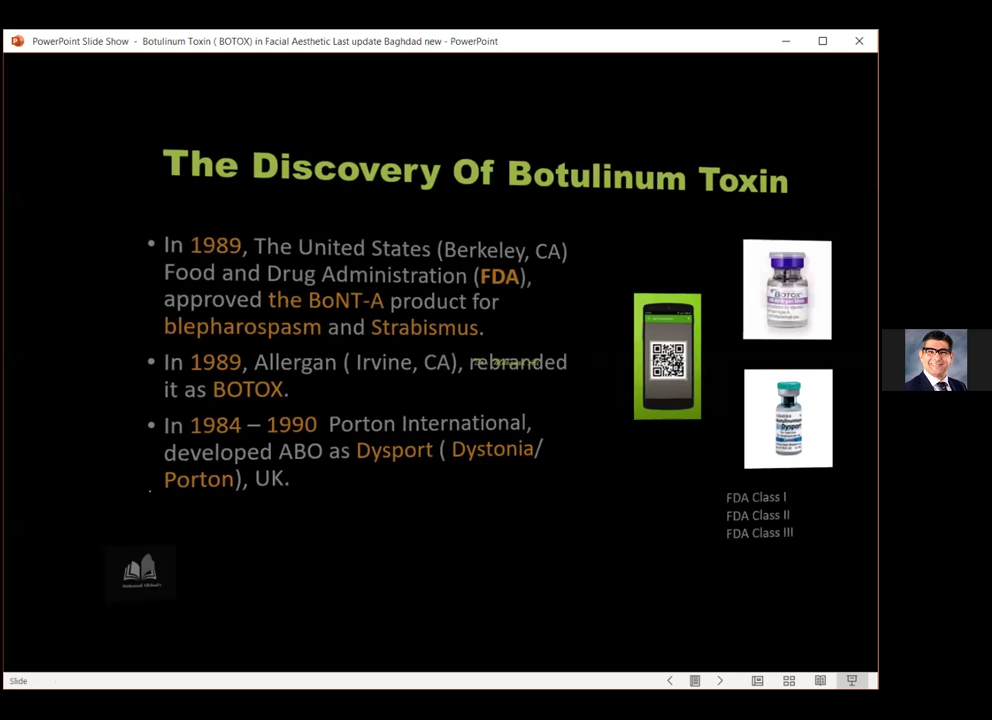 PowerPoint Slide Show - Botulinum Toxin ( BOTOX) in Facial Aesthetic Last update Baghdad new - PowerPoint
The Discovery Of Botulinum Toxin
• In 1989, The United States (Berkeley, CA)
Food and Drug Administration (FDA),
approved the BoNT-A product for
blepharospasm and Strabismus.
• In 1989, Allergan ( Irvine, CA), rebranded
it as BOTOX.
• In 1984 – 1990 Porton International,
developed ABO as Dysport ( Dystonia/
Porton), UK.
BOTOX
Dysport
FDA Class I
FDA Class II
FDA Class III
Slide